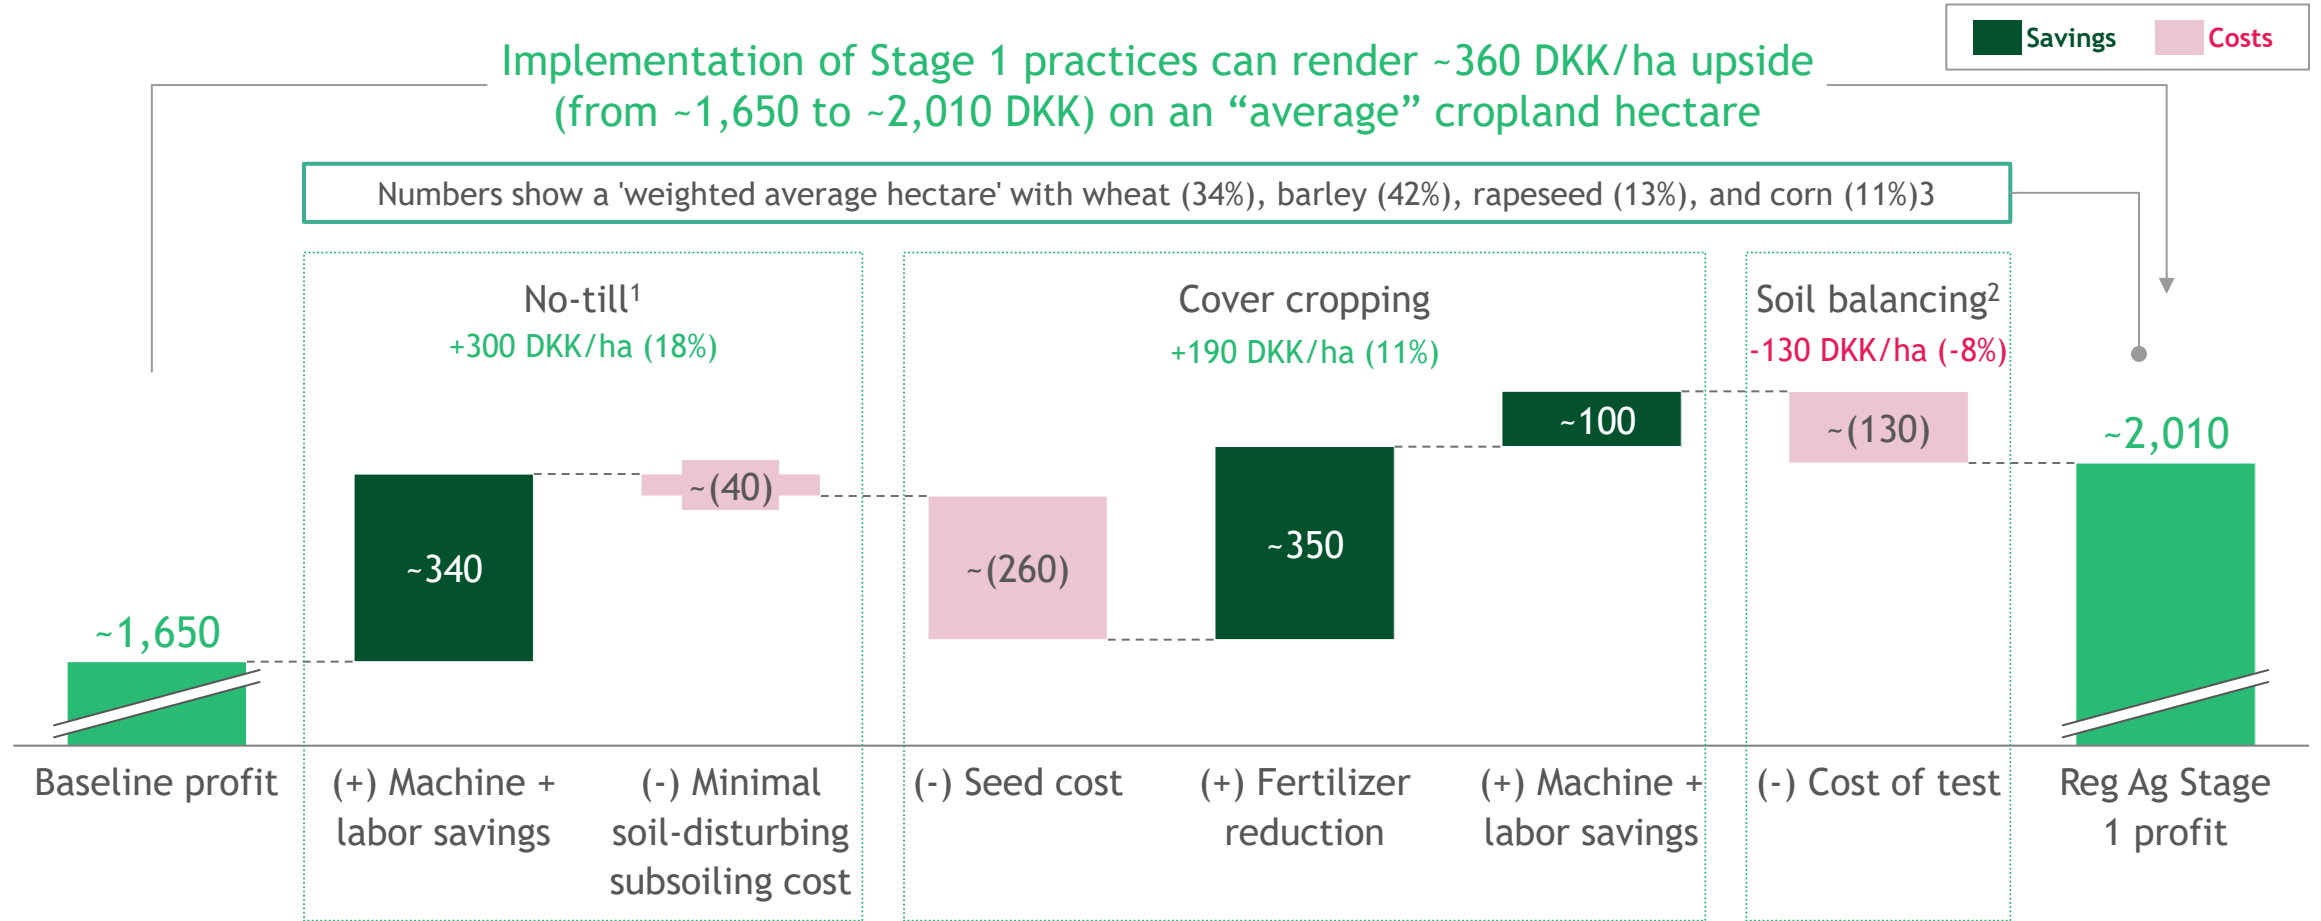 Savings
Costs
Implementation of Stage 1 practices can render ~360 DKK/ha upside
(from ~1,650 to ~2,010 DKK) on an “average” cropland hectare
Numbers show a 'weighted average hectare' with wheat (34%), barley (42%), rapeseed (13%), and corn (11%)3
No-till¹
+300 DKK/ha (18%)
Cover cropping
+190 DKK/ha (11%)
Soil balancing²
-130 DKK/ha (-8%)
~1,650
~340
~(40)
~(260)
~350
~100
~(130)
~2,010
Baseline profit
(+) Machine +
labor savings
(-) Minimal
soil-disturbing
subsoiling cost
(-) Seed cost
(+) Fertilizer
reduction
(+) Machine +
labor savings
(-) Cost of test
Reg Ag Stage
1 profit